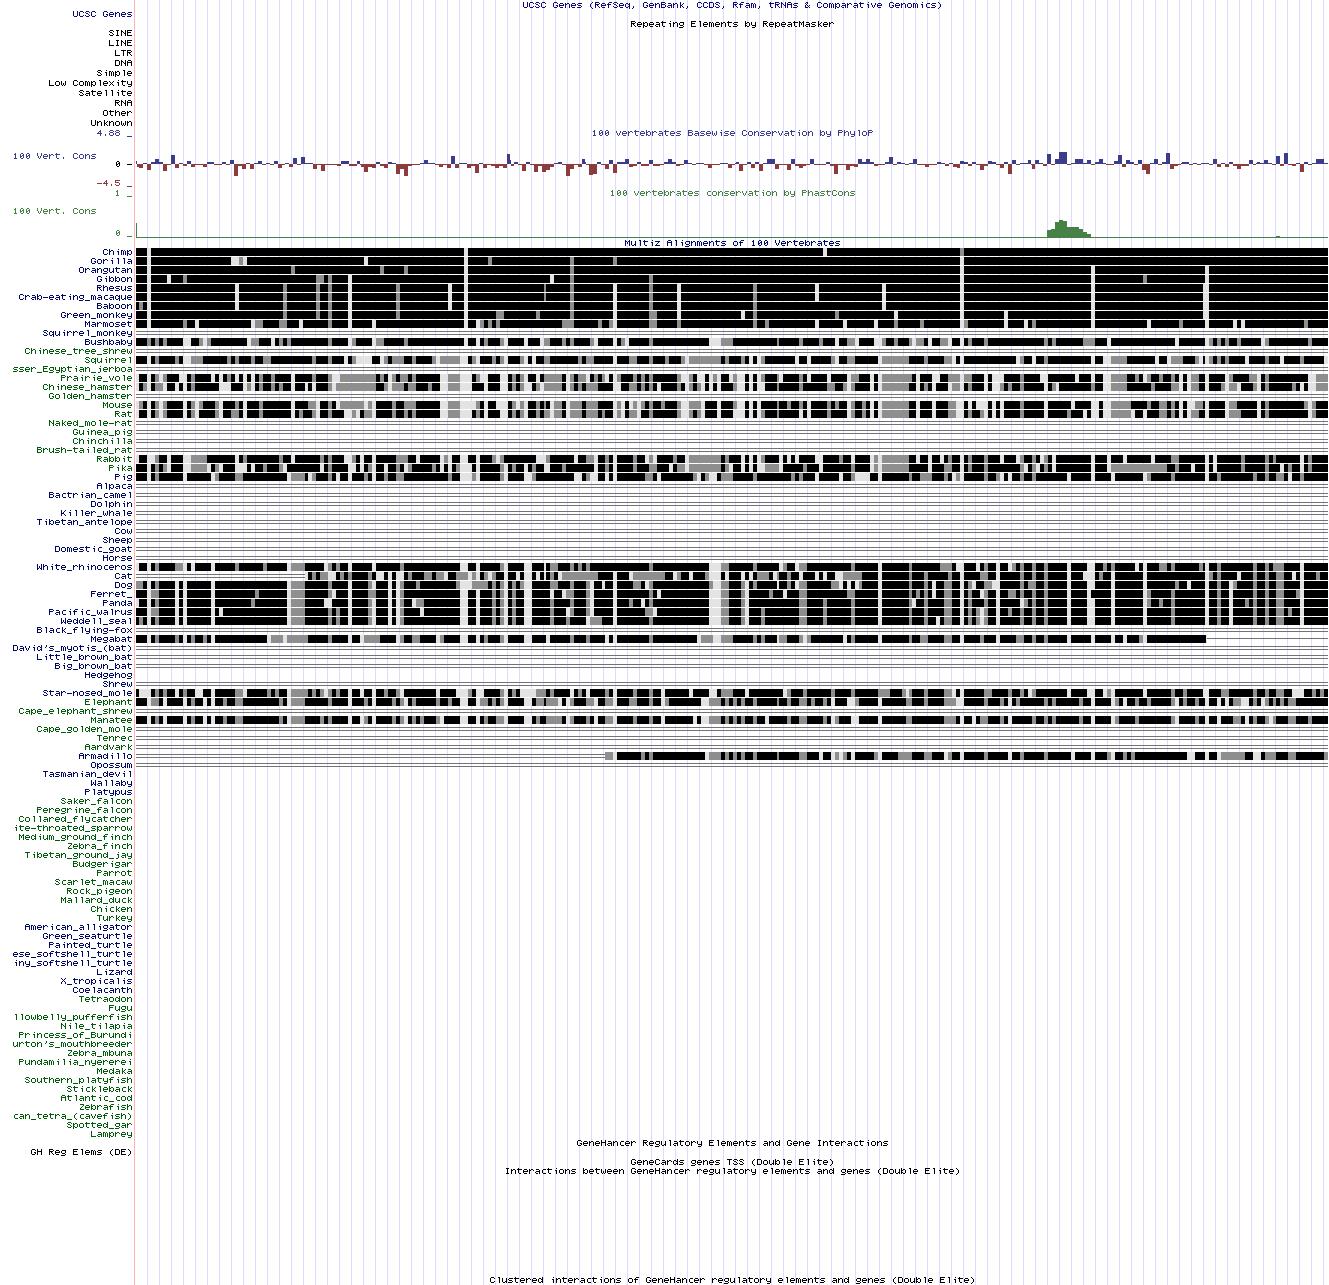 UCSC Genes (RefSeq, GenBank, CCDS, Rfam, tRNAs & Comparative Genomics)
UCSC Genes
Repeating Elements by RepeatMasker
SINE
LINE
LTR
DNA
Simple
Low Complexity
Satellite
RNA
Other
Unknown
100 vertebrates Basewise Conservation by PhyloP
4.88 _
100 Vert. Cons
0 -
-4.5 _
100 vertebrates conservation by PhastCons
1 _
100 Vert. Cons
0 _
Multiz Alignments of 100 Vertebrates
Chimp
Gorilla
Orangutan
Gibbon
Rhesus
Crab-eating_macaque
Baboon
Green_monkey
Marmoset
Squirrel_monkey
Bushbaby
Chinese_tree_shrew
Squirrel
sser_Egyptian_jerboa
Prairie_vole
Chinese_hamster
Golden_hamster
Mouse
Rat
Naked_mole-rat
Guinea_pig
Chinchilla
Brush-tailed_rat
Rabbit
Pika
Pig
Alpaca
Bactrian_camel
Dolphin
Killer_whale
Tibetan_antelope
Cow
Sheep
Domestic_goat
Horse
White_rhinoceros
Cat
Dog
Ferret_
Panda
Pacific_walrus
Weddell_seal
Black_flying-fox
Megabat
David's_myotis_(bat)
Little_brown_bat
Big_brown_bat
Hedgehog
Shrew
Star-nosed_mole
Elephant
Cape_elephant_shrew
Manatee
Cape_golden_mole
Tenrec
Aardvark
Armadillo
Opossum
Tasmanian_devil
Wallaby
Platypus
Saker_falcon
Peregrine_falcon
Collared_flycatcher
ite-throated_sparrow
Medium_ground_finch
Zebra_finch
Tibetan_ground_jay
Budgerigar
Parrot
Scarlet_macaw
Rock_pigeon
Mallard_duck
Chicken
Turkey
American_alligator
Green_seaturtle
Painted_turtle
ese_softshell_turtle
iny_softshell_turtle
Lizard
X_tropicalis
Coelacanth
Tetraodon
Fugu
llowbelly_pufferfish
Nile_tilapia
Princess_of_Burundi
urton's_mouthbreeder
Zebra_mbuna
Pundamilia_nyererei
Medaka
Southern_platyfish
Stickleback
Atlantic_cod
Zebrafish
can_tetra_(cavefish)
Spotted_gar
Lamprey
GeneHancer Regulatory Elements and Gene Interactions
GH Reg Elems (DE)
GeneCards genes TSS (Double Elite)
Interactions between GeneHancer regulatory elements and genes (Double Elite)
Clustered interactions of GeneHancer regulatory elements and genes (Double Elite)